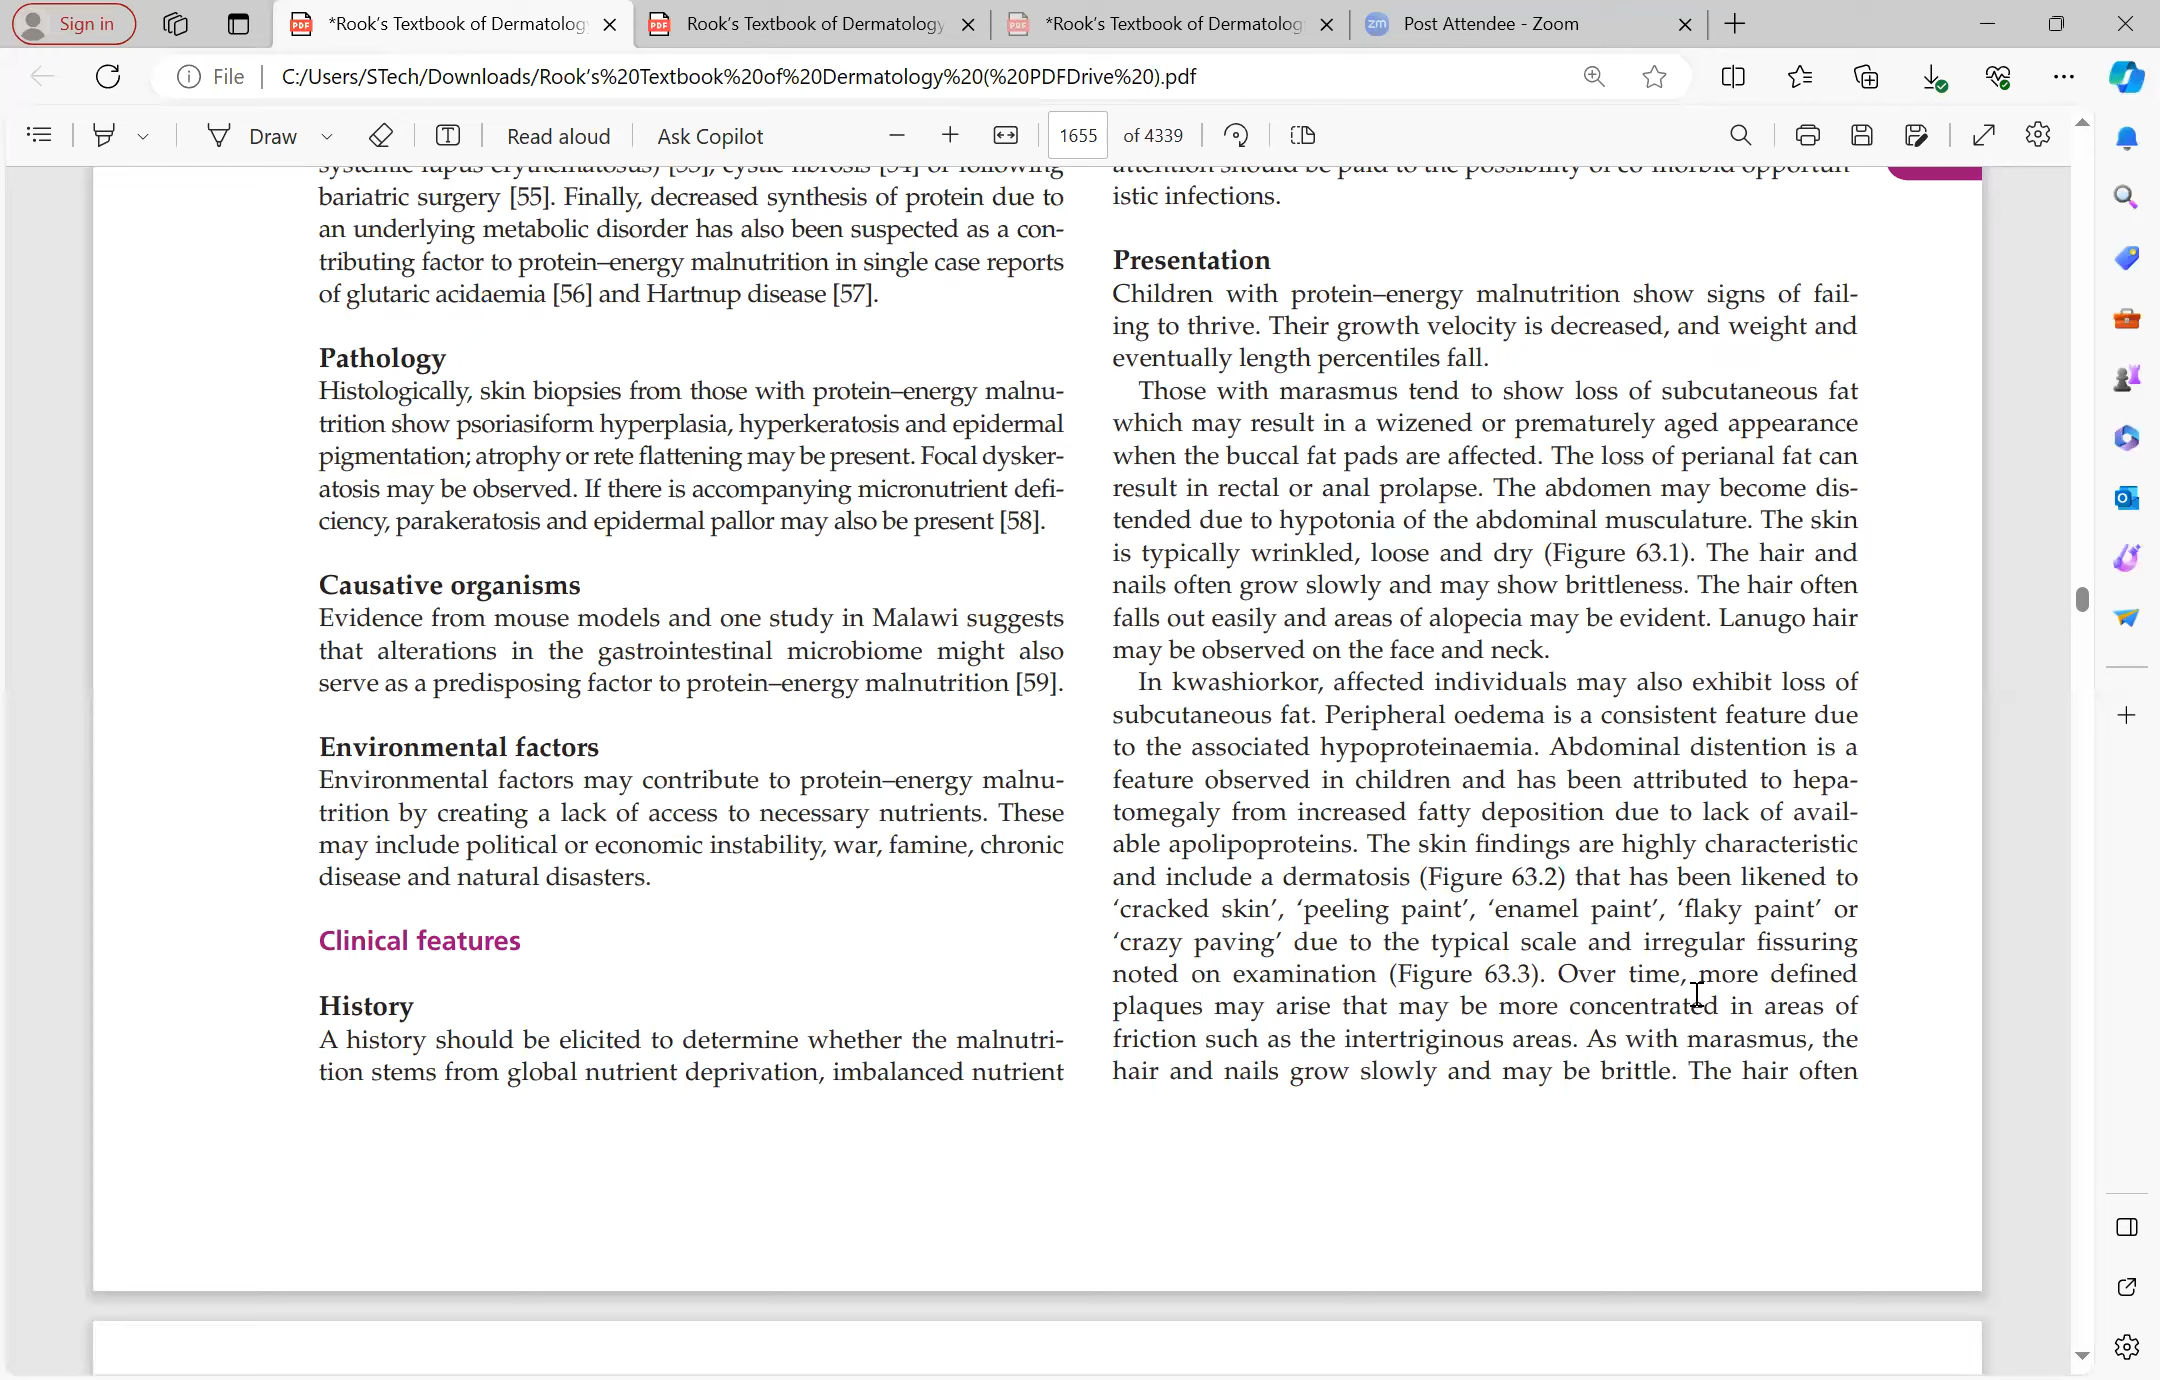 Sign in
*Rook's Textbook of Dermatolog
Rook's Textbook of Dermatology
*Rook's Textbook of Dermatolog
zm
Post Attendee - Zoom
File
C:/Users/STech/Downloads/Rook's%20Textbook%20of%20Dermatology%20(%20PDFDrive%20).pdf
Draw
Read aloud
Ask Copilot
1655 of 4339
systemic lupus erythematosus) [53], cystic fibrosis [54] or following
bariatric surgery [55]. Finally, decreased synthesis of protein due to
an underlying metabolic disorder has also been suspected as a con-
tributing factor to protein–energy malnutrition in single case reports
of glutaric acidaemia [56] and Hartnup disease [57].
Pathology
Histologically, skin biopsies from those with protein–energy malnu-
trition show psoriasiform hyperplasia, hyperkeratosis and epidermal
pigmentation; atrophy or rete flattening may be present. Focal dysker-
atosis may be observed. If there is accompanying micronutrient defi-
ciency, parakeratosis and epidermal pallor may also be present [58].
Causative organisms
Evidence from mouse models and one study in Malawi suggests
that alterations in the gastrointestinal microbiome might also
serve as a predisposing factor to protein–energy malnutrition [59].
Environmental factors
Environmental factors may contribute to protein–energy malnu-
trition by creating a lack of access to necessary nutrients. These
may include political or economic instability, war, famine, chronic
disease and natural disasters.
Clinical features
History
A history should be elicited to determine whether the malnutri-
tion stems from global nutrient deprivation, imbalanced nutrient
attention should be paid to the possibility of co-morbid opportun-
istic infections.
Presentation
Children with protein–energy malnutrition show signs of fail-
ing to thrive. Their growth velocity is decreased, and weight and
eventually length percentiles fall.
Those with marasmus tend to show loss of subcutaneous fat
which may result in a wizened or prematurely aged appearance
when the buccal fat pads are affected. The loss of perianal fat can
result in rectal or anal prolapse. The abdomen may become dis-
tended due to hypotonia of the abdominal musculature. The skin
is typically wrinkled, loose and dry (Figure 63.1). The hair and
nails often grow slowly and may show brittleness. The hair often
falls out easily and areas of alopecia may be evident. Lanugo hair
may be observed on the face and neck.
In kwashiorkor, affected individuals may also exhibit loss of
subcutaneous fat. Peripheral oedema is a consistent feature due
to the associated hypoproteinaemia. Abdominal distention is a
feature observed in children and has been attributed to hepa-
tomegaly from increased fatty deposition due to lack of avail-
able apolipoproteins. The skin findings are highly characteristic
and include a dermatosis (Figure 63.2) that has been likened to
‘cracked skin’, ‘peeling paint’, ‘enamel paint’, ‘flaky paint’ or
‘crazy paving’ due to the typical scale and irregular fissuring
noted on examination (Figure 63.3). Over time, more defined
plaques may arise that may be more concentrated in areas of
friction such as the intertriginous areas. As with marasmus, the
hair and nails grow slowly and may be brittle. The hair often